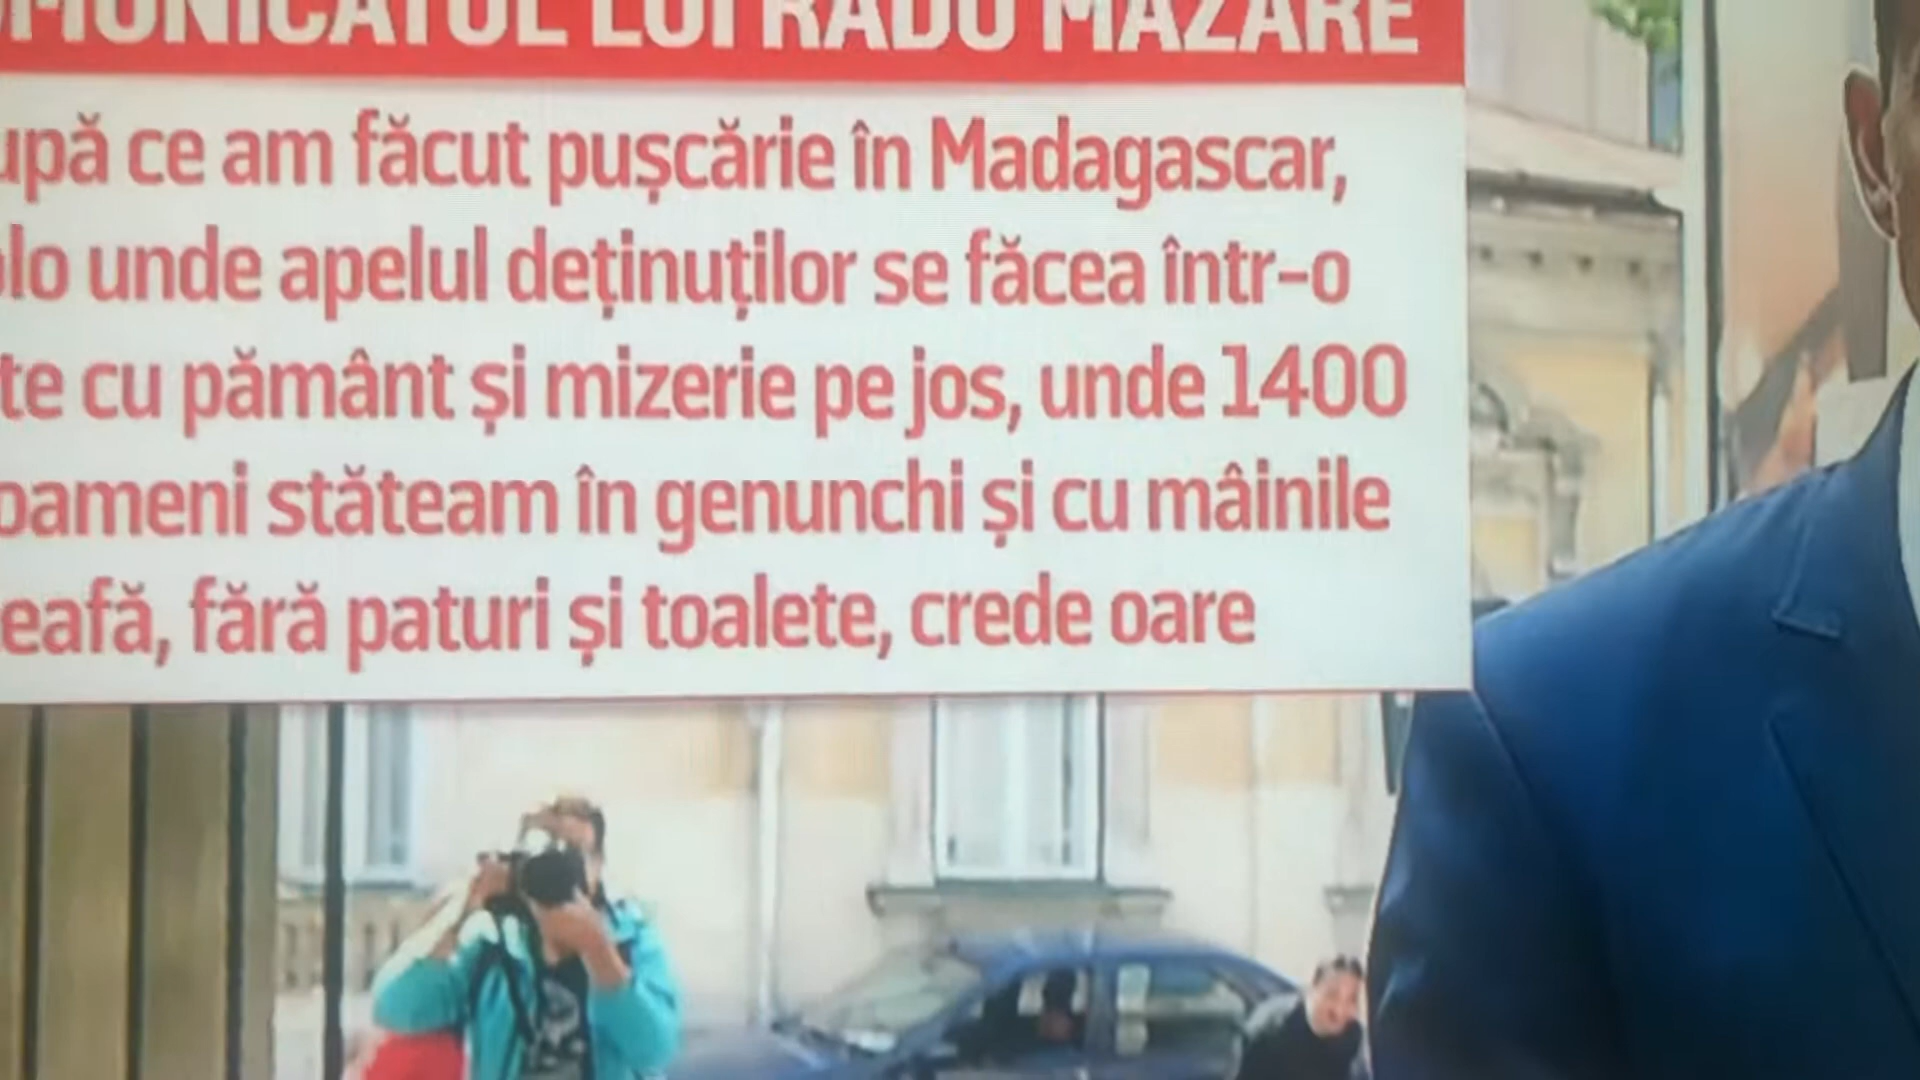 MUNICATUL LUI RADU MAZĂRE
upă ce am făcut pușcărie în Madagascar,
olo unde apelul deținuților se făcea într-o
te cu pământ și mizerie pe jos, unde 1400
oameni stăteam în genunchi și cu mâinile
eafă, fără paturi și toalete, crede oare